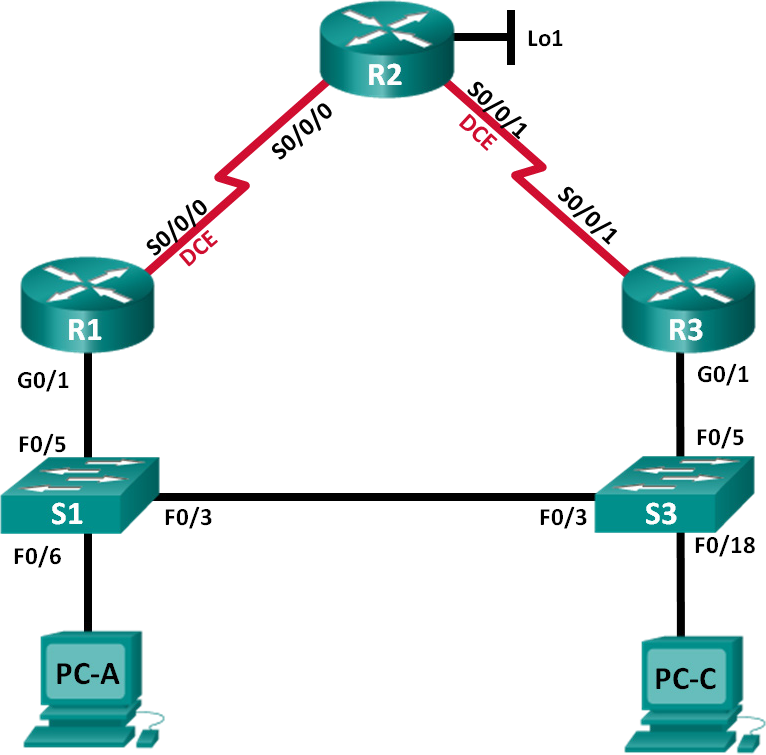 R2
Lo1
S0/0/0
S0/0/1
DCE
S0/0/0
DCE
S0/0/1
R1
R3
G0/1
G0/1
F0/5
F0/5
S1
S3
F0/3
F0/3
F0/6
F0/18
PC-A
PC-C